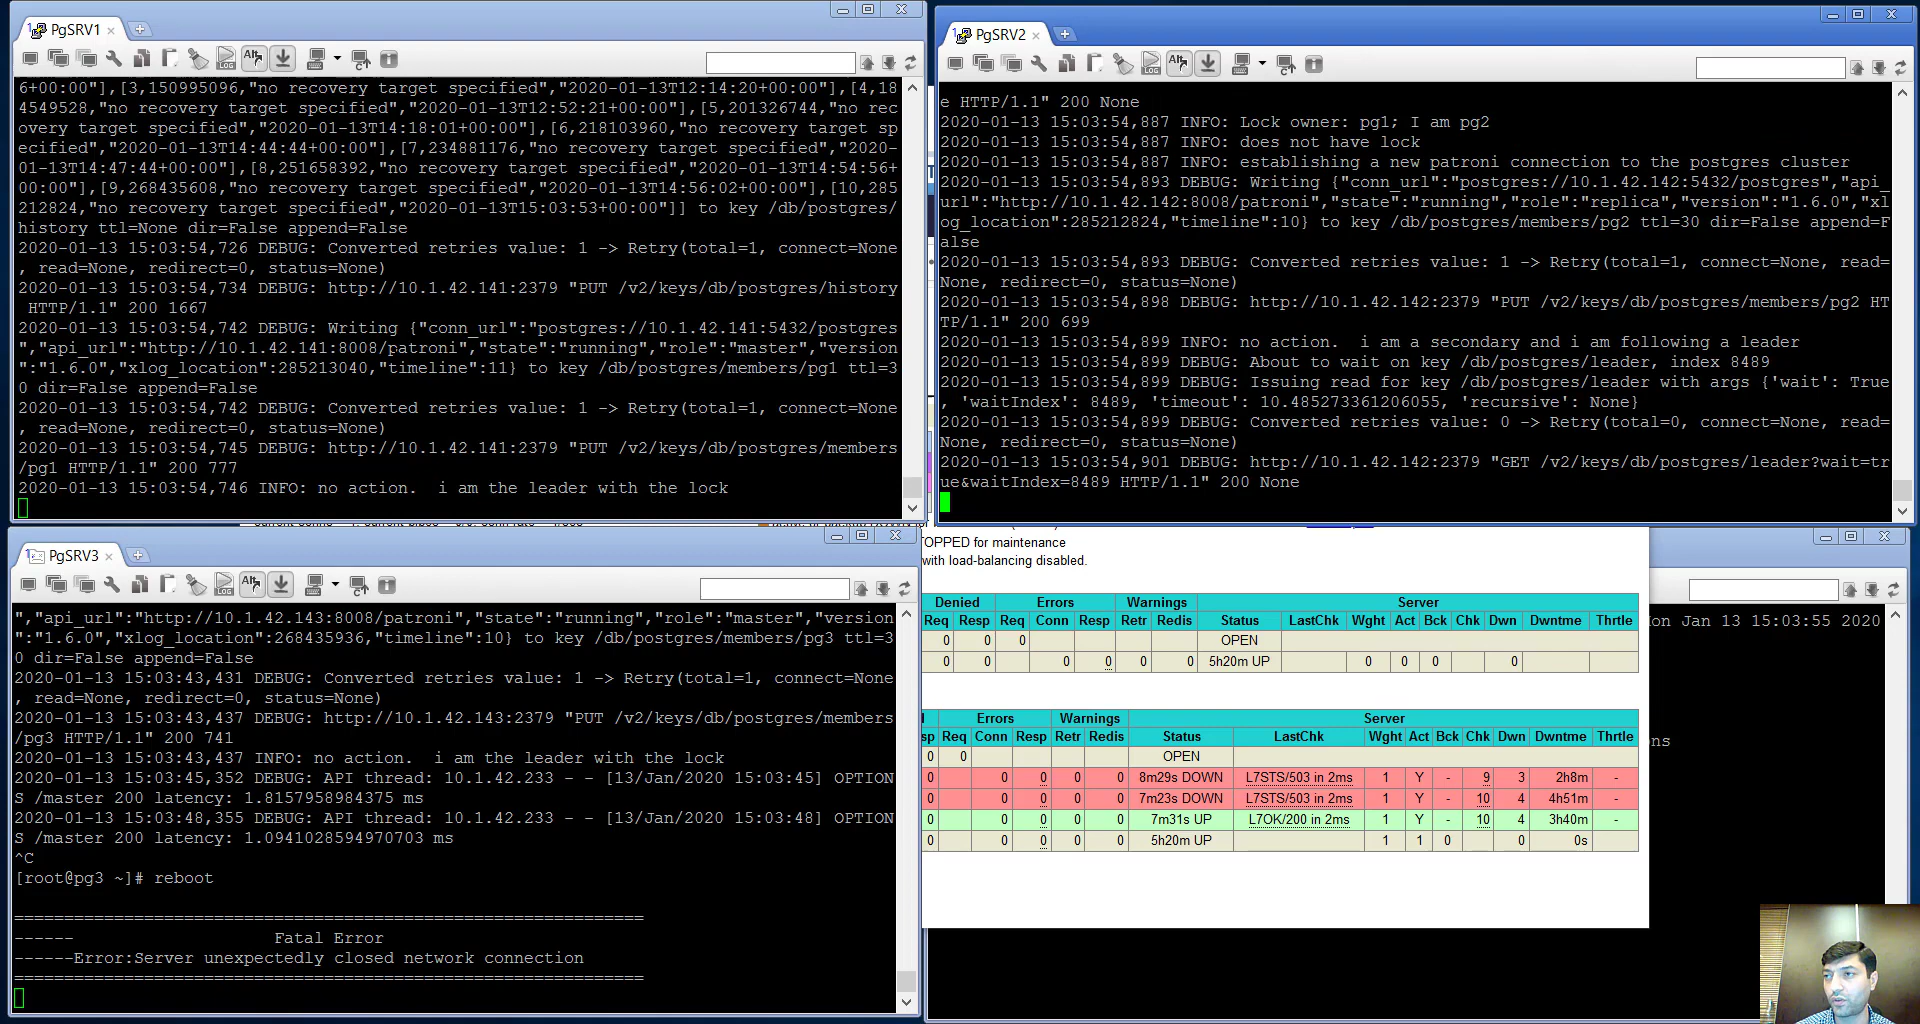 PgSRV1
6+00:00"],[3,150995096,"no recovery target specified","2020-01-13T12:14:20+00:00"],[4,18
4549528,"no recovery target specified","2020-01-13T12:52:21+00:00"],[5,201326744,"no rec
overy target specified","2020-01-13T14:18:01+00:00"],[6,218103960,"no recovery target sp
ecified","2020-01-13T14:44:44+00:00"],[7,234881176,"no recovery target specified","2020-
01-13T14:47:44+00:00"],[8,251658392,"no recovery target specified","2020-01-13T14:54:56+
00:00"],[9,268435608,"no recovery target specified","2020-01-13T14:56:02+00:00"],[10,285
212824,"no recovery target specified","2020-01-13T15:03:53+00:00"]] to key /db/postgres/
history ttl=None dir=False append=False
2020-01-13 15:03:54,726 DEBUG: Converted retries value: 1 -> Retry(total=1, connect=None
, read=None, redirect=0, status=None)
2020-01-13 15:03:54,734 DEBUG: http://10.1.42.141:2379 "PUT /v2/keys/db/postgres/history
HTTP/1.1" 200 1667
2020-01-13 15:03:54,742 DEBUG: Writing {"conn_url":"postgres://10.1.42.141:5432/postgres
","api_url":"http://10.1.42.141:8008/patroni","state":"running","role":"master","version
":"1.6.0","xlog_location":285213040,"timeline":11} to key /db/postgres/members/pg1 ttl=3
0 dir=False append=False
2020-01-13 15:03:54,742 DEBUG: Converted retries value: 1 -> Retry(total=1, connect=None
, read=None, redirect=0, status=None)
2020-01-13 15:03:54,745 DEBUG: http://10.1.42.141:2379 "PUT /v2/keys/db/postgres/members
/pg1 HTTP/1.1" 200 777
2020-01-13 15:03:54,746 INFO: no action.  i am the leader with the lock
PgSRV2
e HTTP/1.1" 200 None
2020-01-13 15:03:54,887 INFO: Lock owner: pg1; I am pg2
2020-01-13 15:03:54,887 INFO: does not have lock
2020-01-13 15:03:54,887 INFO: establishing a new patroni connection to the postgres cluster
2020-01-13 15:03:54,893 DEBUG: Writing {"conn_url":"postgres://10.1.42.142:5432/postgres","api_
url":"http://10.1.42.142:8008/patroni","state":"running","role":"replica","version":"1.6.0","xl
og_location":285212824,"timeline":10} to key /db/postgres/members/pg2 ttl=30 dir=False append=F
alse
2020-01-13 15:03:54,893 DEBUG: Converted retries value: 1 -> Retry(total=1, connect=None, read=
None, redirect=0, status=None)
2020-01-13 15:03:54,898 DEBUG: http://10.1.42.142:2379 "PUT /v2/keys/db/postgres/members/pg2 HT
TP/1.1" 200 699
2020-01-13 15:03:54,899 INFO: no action.  i am a secondary and i am following a leader
2020-01-13 15:03:54,899 DEBUG: About to wait on key /db/postgres/leader, index 8489
2020-01-13 15:03:54,899 DEBUG: Issuing read for key /db/postgres/leader with args {'wait': True
, 'waitIndex': 8489, 'timeout': 10.485273361206055, 'recursive': None}
2020-01-13 15:03:54,899 DEBUG: Converted retries value: 0 -> Retry(total=0, connect=None, read=
None, redirect=0, status=None)
2020-01-13 15:03:54,901 DEBUG: http://10.1.42.142:2379 "GET /v2/keys/db/postgres/leader?wait=tr
ue&waitIndex=8489 HTTP/1.1" 200 None
PgSRV3
","api_url":"http://10.1.42.143:8008/patroni","state":"running","role":"master","version
":"1.6.0","xlog_location":268435936,"timeline":10} to key /db/postgres/members/pg3 ttl=3
0 dir=False append=False
2020-01-13 15:03:43,431 DEBUG: Converted retries value: 1 -> Retry(total=1, connect=None
, read=None, redirect=0, status=None)
2020-01-13 15:03:43,437 DEBUG: http://10.1.42.143:2379 "PUT /v2/keys/db/postgres/members
/pg3 HTTP/1.1" 200 741
2020-01-13 15:03:43,437 INFO: no action.  i am the leader with the lock
2020-01-13 15:03:45,352 DEBUG: API thread: 10.1.42.233 - - [13/Jan/2020 15:03:45] "OPTION
S /master 200 latency: 1.8157958984375 ms
2020-01-13 15:03:48,355 DEBUG: API thread: 10.1.42.233 - - [13/Jan/2020 15:03:48] "OPTION
S /master 200 latency: 1.0941028594970703 ms
^C
[root@pg3 ~]# reboot
================================================================
------                    Fatal Error
------Error:Server unexpectedly closed network connection
================================================================
TOPPED for maintenance
with load-balancing disabled.
Denied Errors Warnings Server
Req Resp Req Conn Resp Retr Redis Status LastChk Wght Act Bck Chk Dwn Dwntme Thrtle
0 0 0 OPEN
0 0 0 0 0 0 5h20m UP 0 0 0 0
Errors Warnings Server
sp Req Conn Resp Retr Redis Status LastChk Wght Act Bck Chk Dwn Dwntme Thrtle
0 0 OPEN
0 0 0 0 0 8m29s DOWN L7STS/503 in 2ms 1 Y - 9 3 2h8m -
0 0 0 0 0 7m23s DOWN L7STS/503 in 2ms 1 Y - 10 4 4h51m -
0 0 0 0 0 7m31s UP L7OK/200 in 2ms 1 Y - 10 4 3h40m -
0 0 0 0 0 5h20m UP 1 1 0 0 0s
on Jan 13 15:03:55 2020
ons